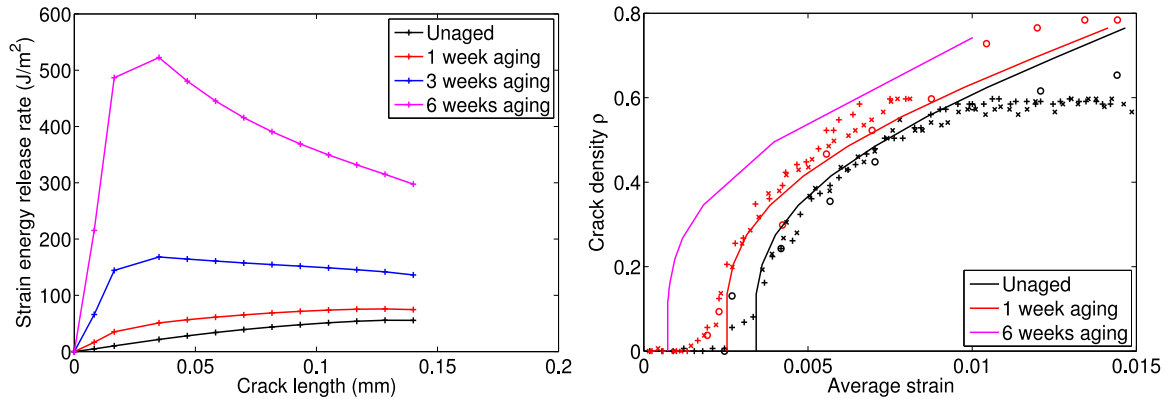 600
500
400
300
200
100
0
0
0.05
0.1
0.15
0.2
Strain energy release rate (J/m²)
Crack length (mm)
Unaged
1 week aging
3 weeks aging
6 weeks aging
0.8
0.6
0.4
0.2
0
0
0.005
0.01
0.015
Crack density ρ
Average strain
Unaged
1 week aging
6 weeks aging